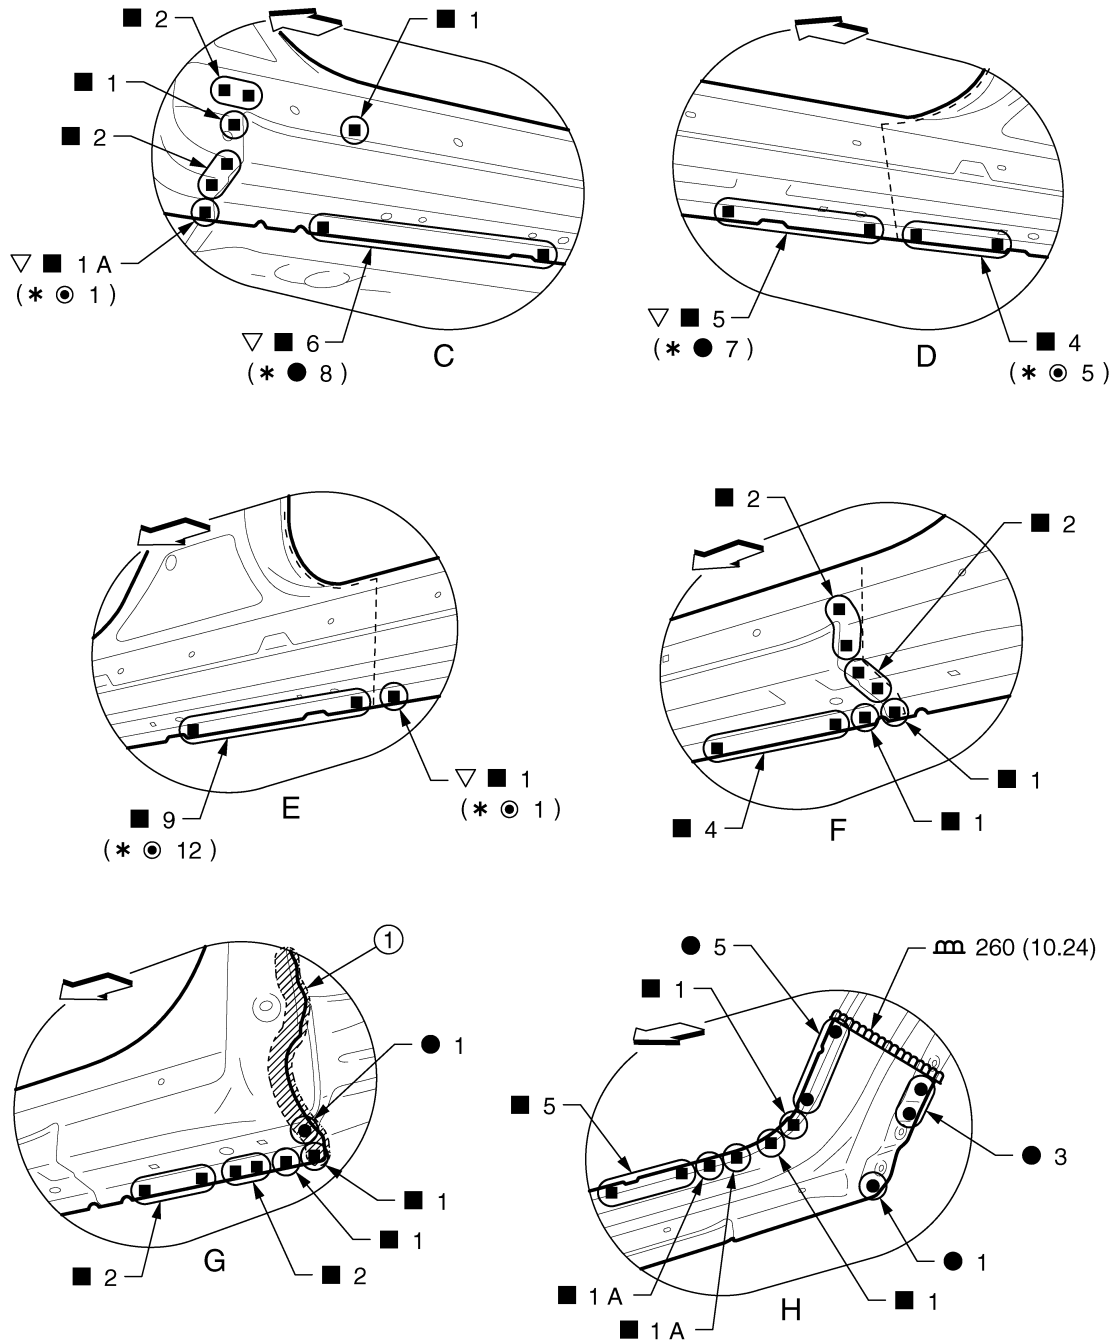 ■ 2
■ 1
■ 1
■ 2
▽ ■ 1 A
(* ◉ 1)
▽ ■ 6
(* ● 8)
C
▽ ■ 5
(* ● 7)
■ 4
(* ◉ 5)
D
■ 9
(* ◉ 12)
▽ ■ 1
(* ◉ 1)
E
■ 2
■ 2
■ 1
■ 1
■ 4
F
①
● 1
■ 1
■ 1
■ 2
■ 2
G
● 5
260 (10.24)
■ 1
■ 5
● 3
● 1
■ 1
■ 1 A
■ 1 A
H